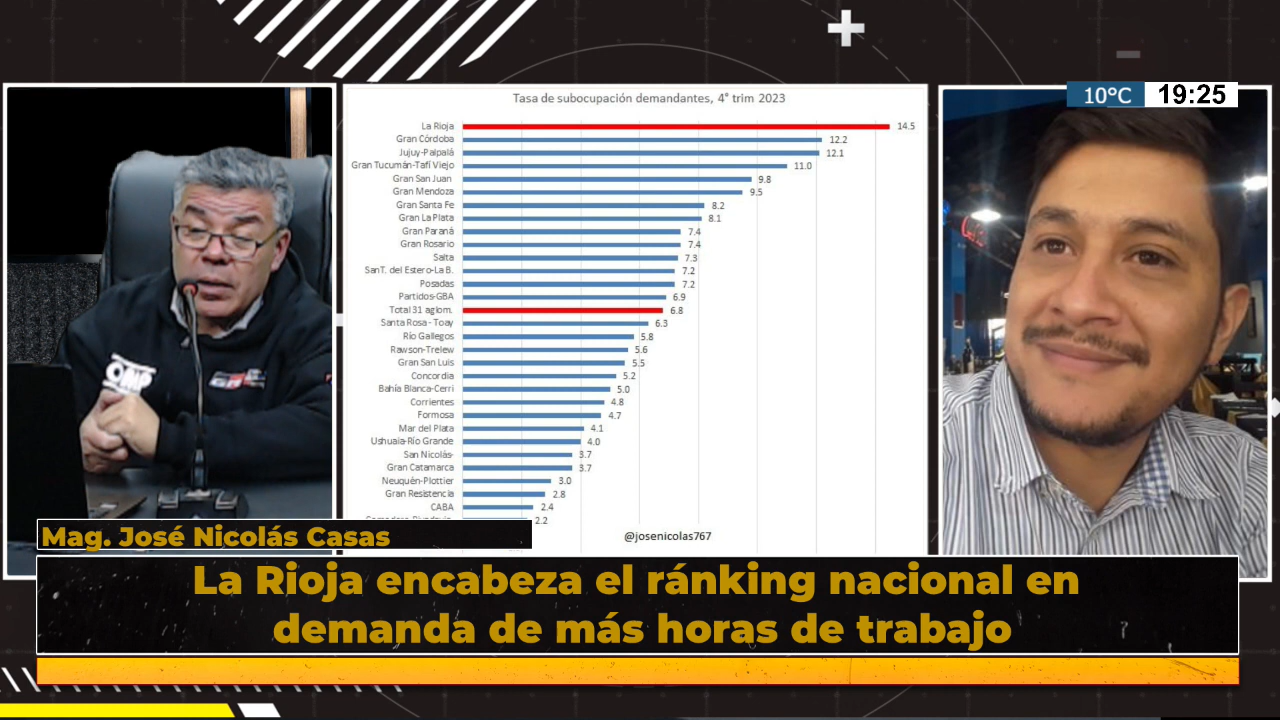 10°C 19:25
Tasa de subocupación demandantes, 4° trim 2023
La Rioja 14.5
Gran Córdoba 12.2
Jujuy-Palpalá 12.1
Gran Tucumán-Tafí Viejo 11.0
Gran San Juan 9.8
Gran Mendoza 9.5
Gran Santa Fe 8.2
Gran La Plata 8.1
Gran Paraná 7.4
Gran Rosario 7.4
Salta 7.3
SanT. del Estero-La B. 7.2
Posadas 7.2
Partidos-GBA 6.9
Total 31 aglom. 6.8
Santa Rosa - Toay 6.3
Río Gallegos 5.8
Rawson-Trelew 5.6
Gran San Luis 5.5
Concordia 5.2
Bahía Blanca-Cerri 5.0
Corrientes 4.8
Formosa 4.7
Mar del Plata 4.1
Ushuaia-Río Grande 4.0
San Nicolás- 3.7
Gran Catamarca 3.7
Neuquén-Plottier 3.0
Gran Resistencia 2.8
CABA 2.4
2.2
@josenicolas767
OMP
GR
Mag. José Nicolás Casas
La Rioja encabeza el ránking nacional en
demanda de más horas de trabajo